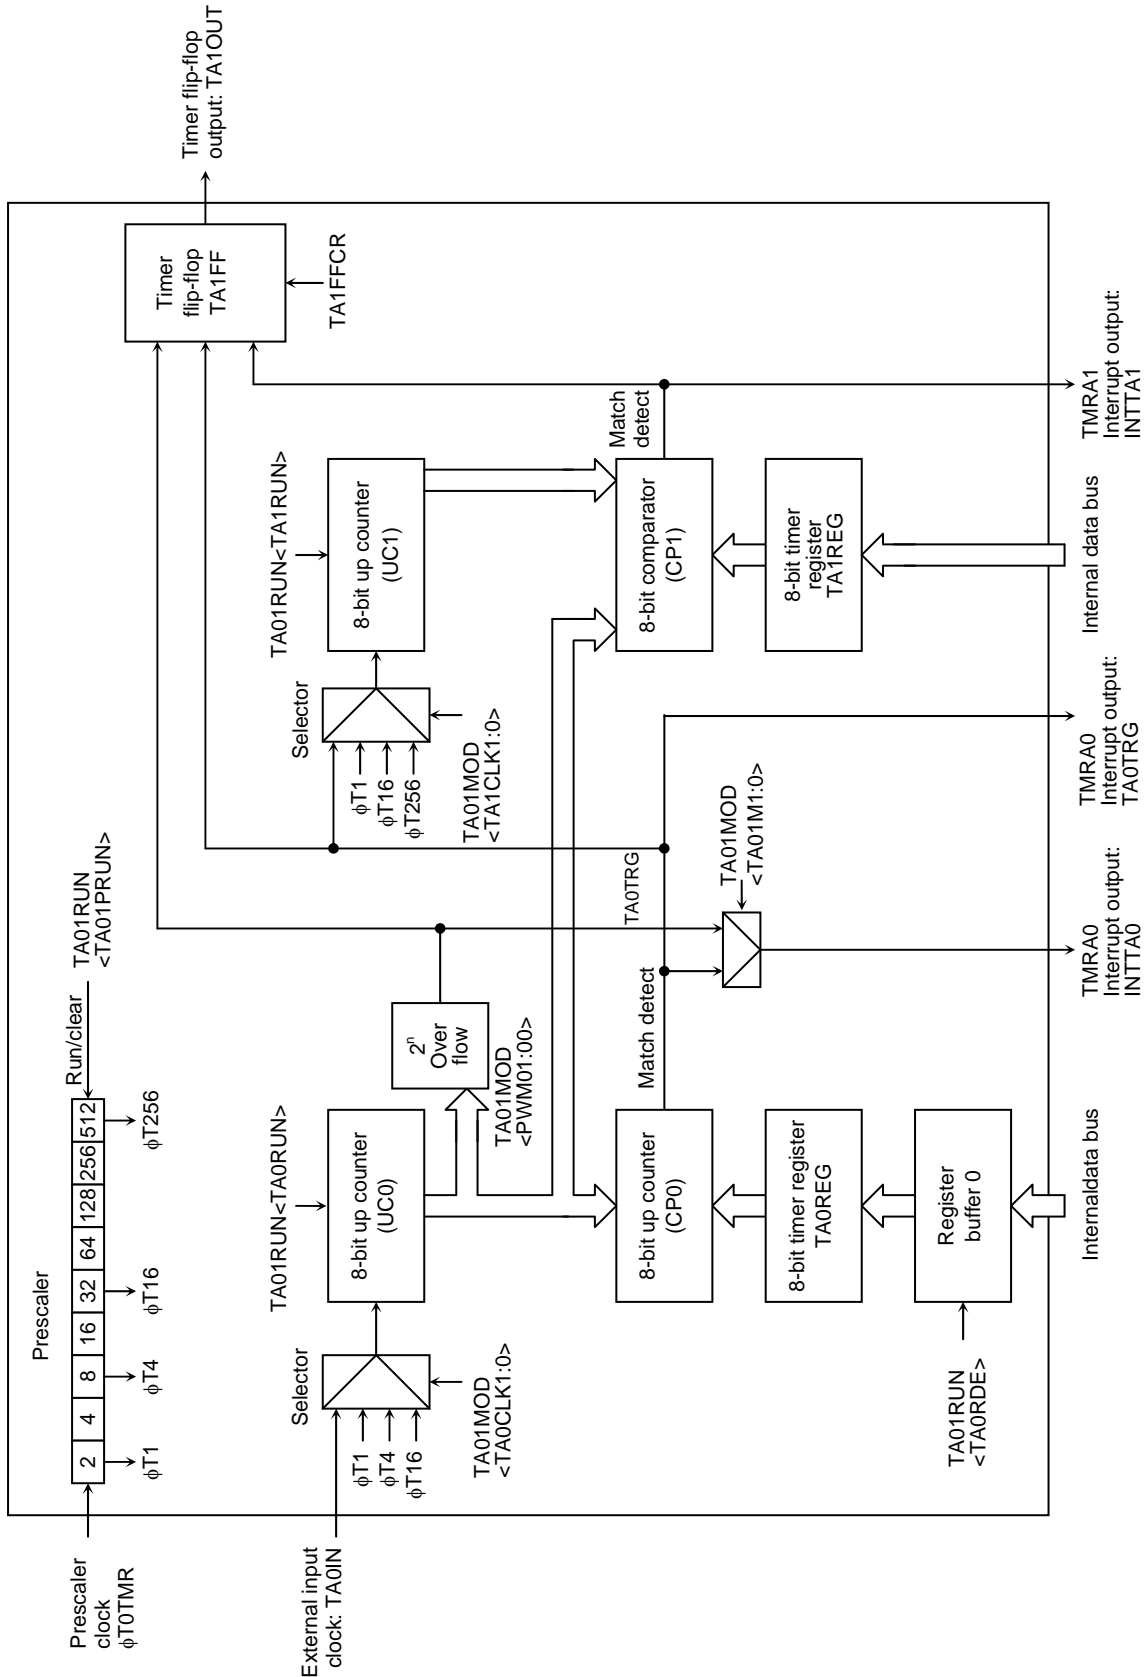 Prescaler
Prescaler
clock
ϕT0TMR
2 4 8 16 32 64 128 256 512
Run/clear
TA01RUN
<TA01PRUN>
ϕT1
ϕT4
ϕT16
ϕT256
External input
clock: TA0IN
Selector
ϕT1
ϕT4
ϕT16
TA01MOD
<TA0CLK1:0>
TA01RUN<TA0RUN>
8-bit up counter
(UC0)
2ⁿ
Over
flow
TA01MOD
<PWM01:00>
Selector
ϕT1
ϕT16
ϕT256
TA01MOD
<TA1CLK1:0>
TA01RUN<TA1RUN>
8-bit up counter
(UC1)
Timer
flip-flop
TA1FF
TA1FFCR
Timer flip-flop
output: TA1OUT
8-bit up counter
(CP0)
Match detect
TA0TRG
TA01MOD
<TA01M1:0>
8-bit comparator
(CP1)
Match
detect
8-bit timer register
TA0REG
8-bit timer
register
TA1REG
TA01RUN
<TA0RDE>
Register
buffer 0
Internaldata bus
TMRA0
Interrupt output:
INTTA0
TMRA0
Interrupt output:
TA0TRG
Internal data bus
TMRA1
Interrupt output:
INTTA1